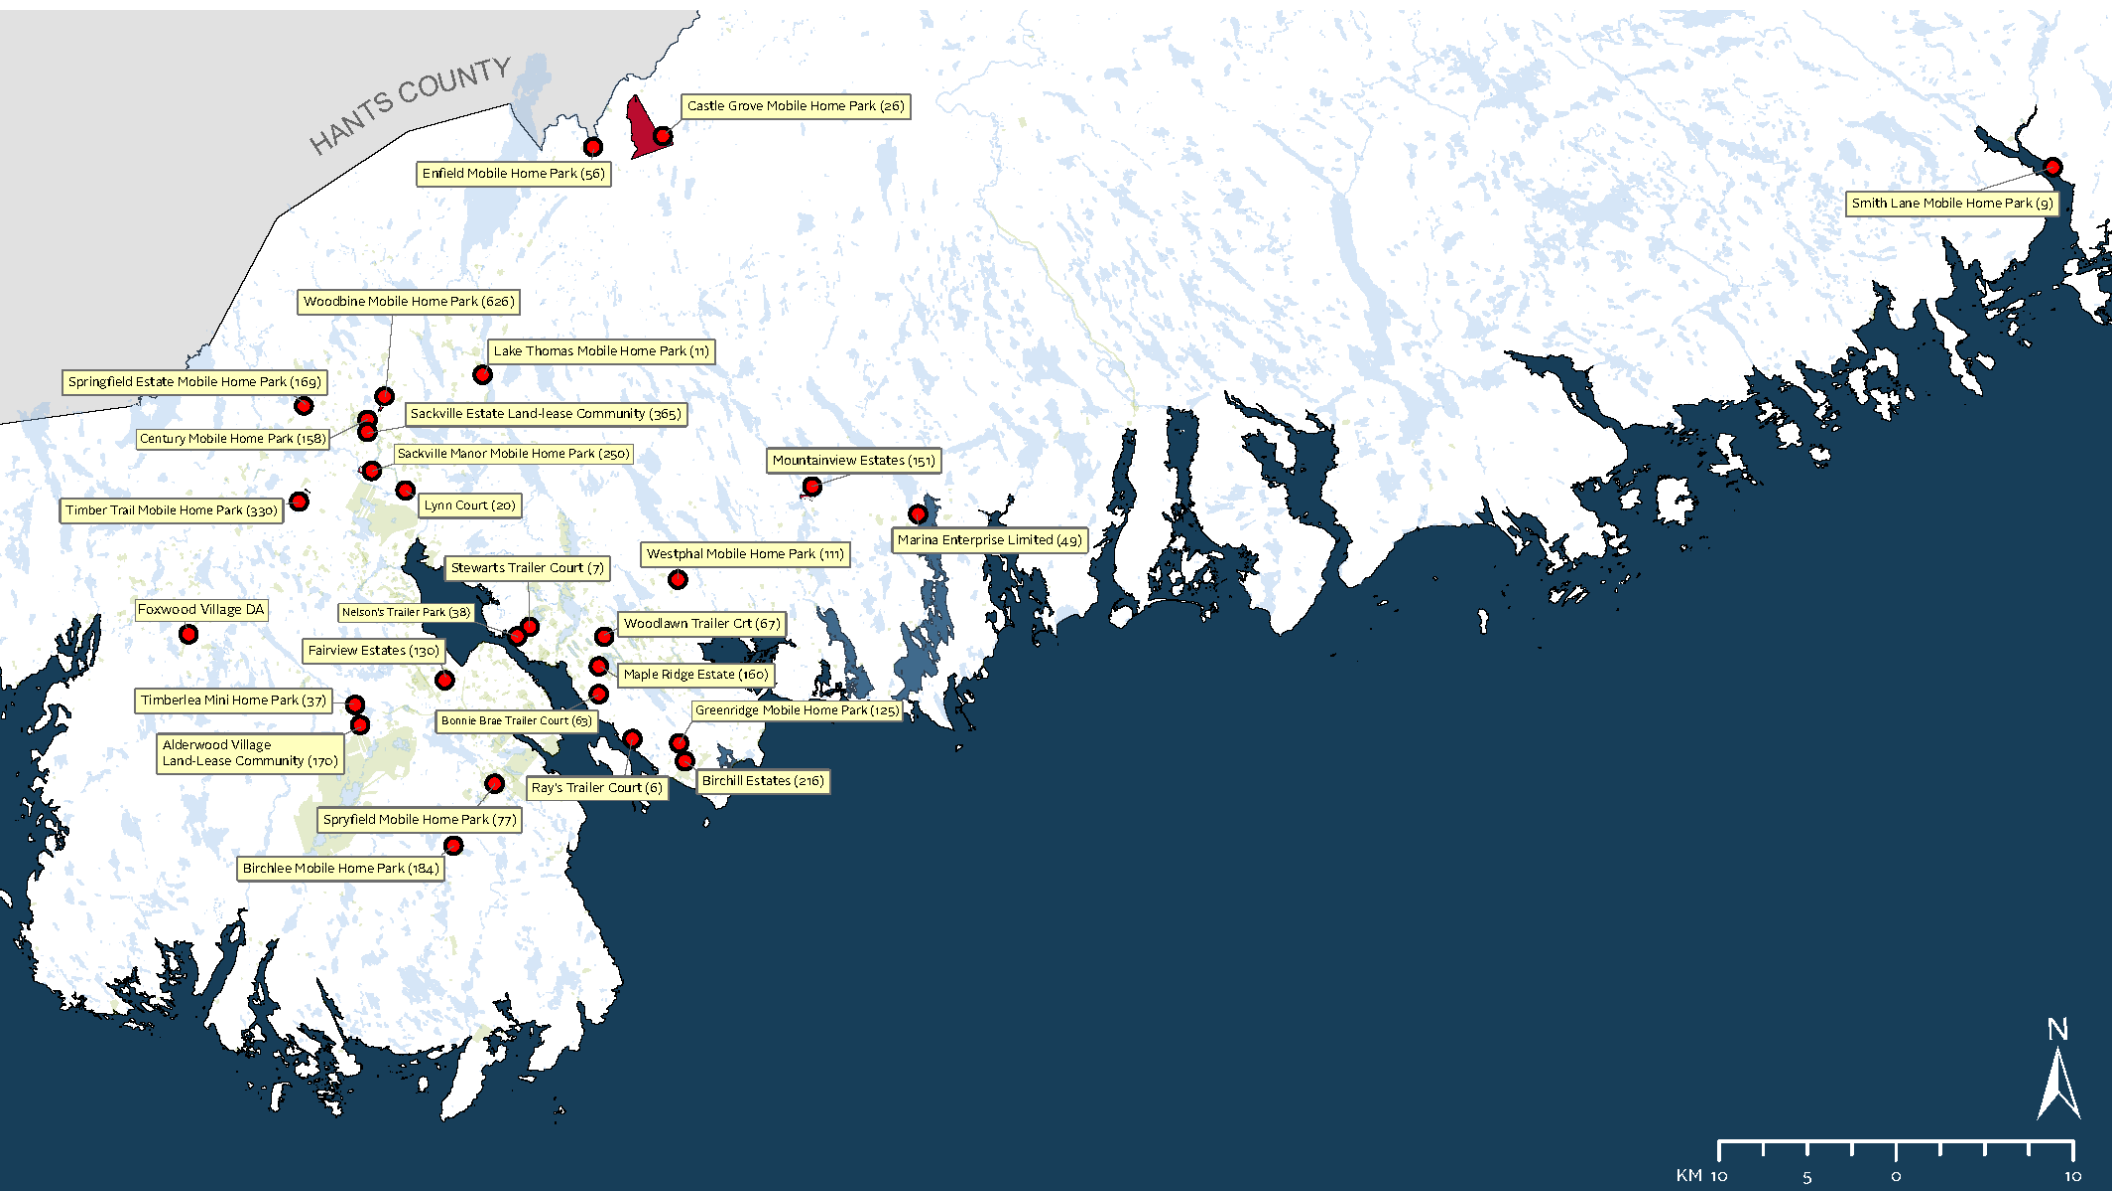 HANTS COUNTY
Castle Grove Mobile Home Park (26)
Enfield Mobile Home Park (56)
Smith Lane Mobile Home Park (9)
Woodbine Mobile Home Park (626)
Lake Thomas Mobile Home Park (11)
Springfield Estate Mobile Home Park (169)
Sackville Estate Land-lease Community (365)
Century Mobile Home Park (158)
Sackville Manor Mobile Home Park (250)
Mountainview Estates (151)
Lynn Court (20)
Timber Trail Mobile Home Park (330)
Marina Enterprise Limited (49)
Westphal Mobile Home Park (111)
Stewarts Trailer Court (7)
Foxwood Village DA
Nelson's Trailer Park (38)
Woodlawn Trailer Crt (67)
Fairview Estates (130)
Maple Ridge Estate (160)
Timberlea Mini Home Park (37)
Greenridge Mobile Home Park (125)
Bonnie Brae Trailer Court (63)
Alderwood Village
Land-Lease Community (170)
Birchill Estates (216)
Ray's Trailer Court (6)
Spryfield Mobile Home Park (77)
Birchlee Mobile Home Park (184)
N
KM 10 5 0 10